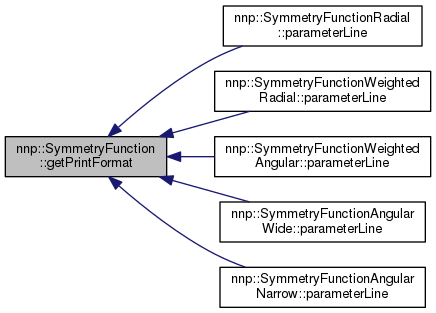 nnp::SymmetryFunction
::getPrintFormat
nnp::SymmetryFunctionRadial
::parameterLine
nnp::SymmetryFunctionWeighted
Radial::parameterLine
nnp::SymmetryFunctionWeighted
Angular::parameterLine
nnp::SymmetryFunctionAngular
Wide::parameterLine
nnp::SymmetryFunctionAngular
Narrow::parameterLine